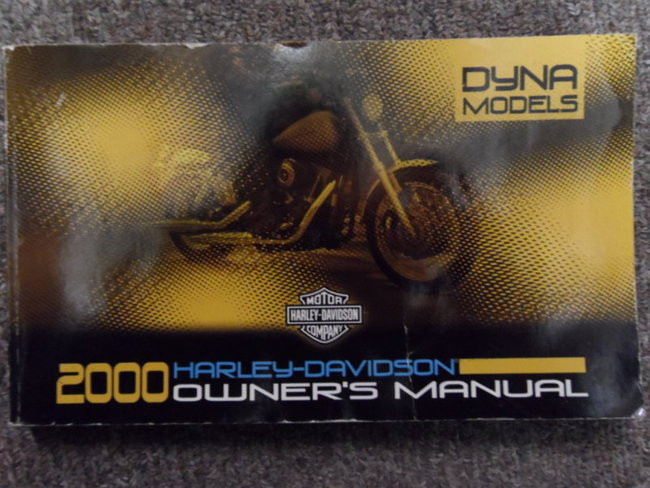 DYNA
MODELS
MOTOR
HARLEY-DAVIDSON
COMPANY
2000 HARLEY-DAVIDSON®
OWNER'S MANUAL